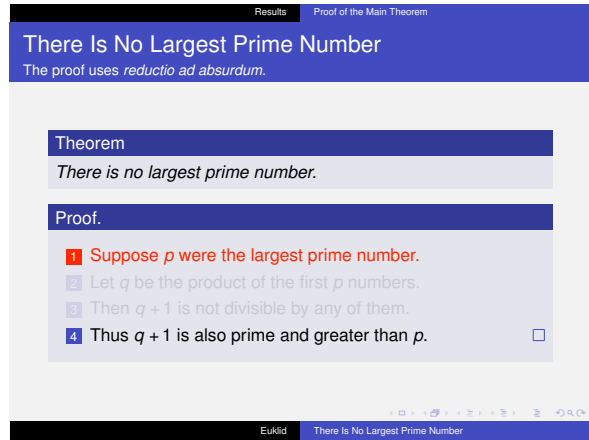 Results Proof of the Main Theorem
There Is No Largest Prime Number
The proof uses reductio ad absurdum.
Theorem
There is no largest prime number.
Proof.
1 Suppose p were the largest prime number.
2 Let q be the product of the first p numbers.
3 Then q + 1 is not divisible by any of them.
4 Thus q + 1 is also prime and greater than p.
Euklid There Is No Largest Prime Number